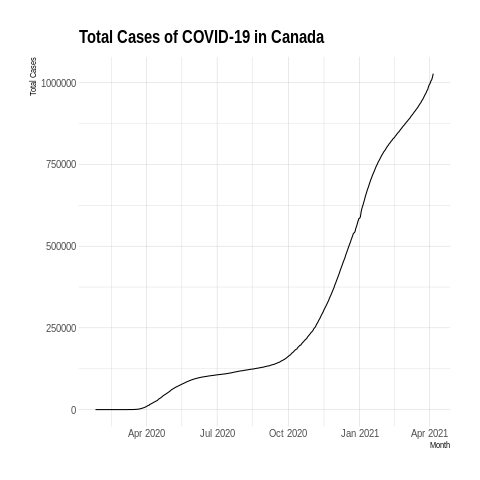 Total Cases of COVID-19 in Canada
Total Cases
1000000
750000
500000
250000
0
Apr 2020 Jul 2020 Oct 2020 Jan 2021 Apr 2021
Month